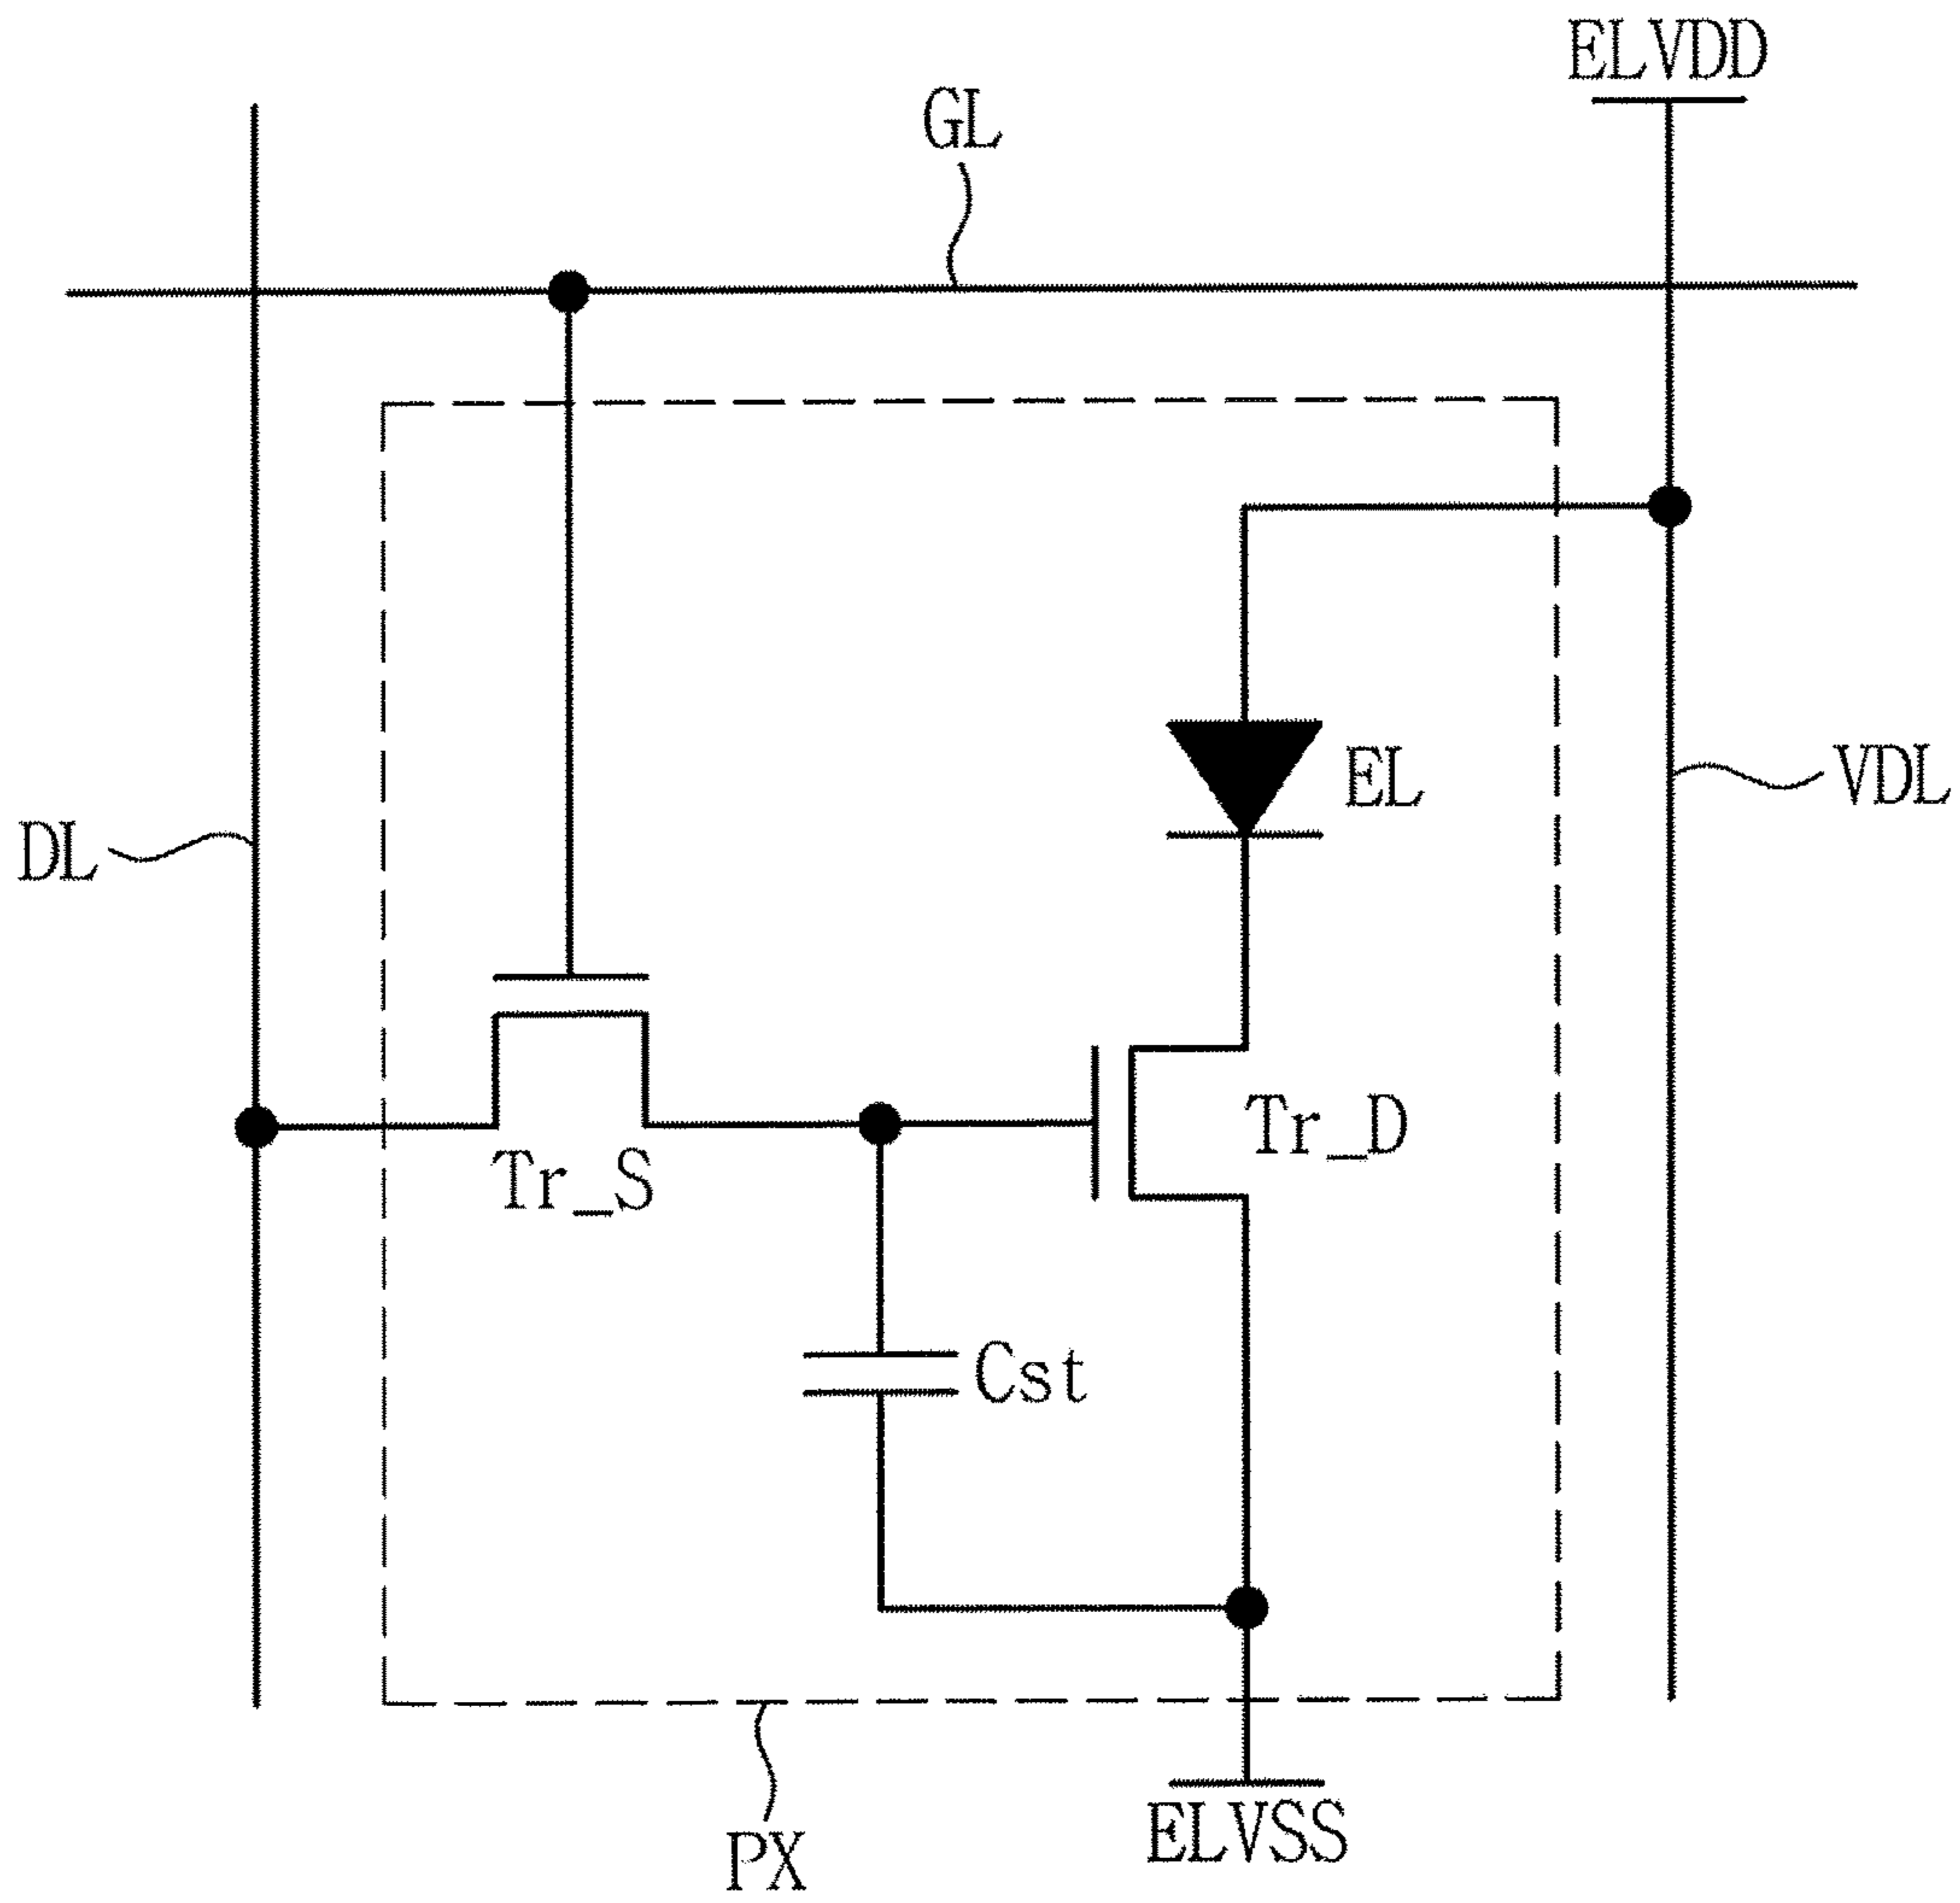 ELVDD
GL
EL
VDL
DL
Tr_D
Tr_S
Cst
ELVSS
PX